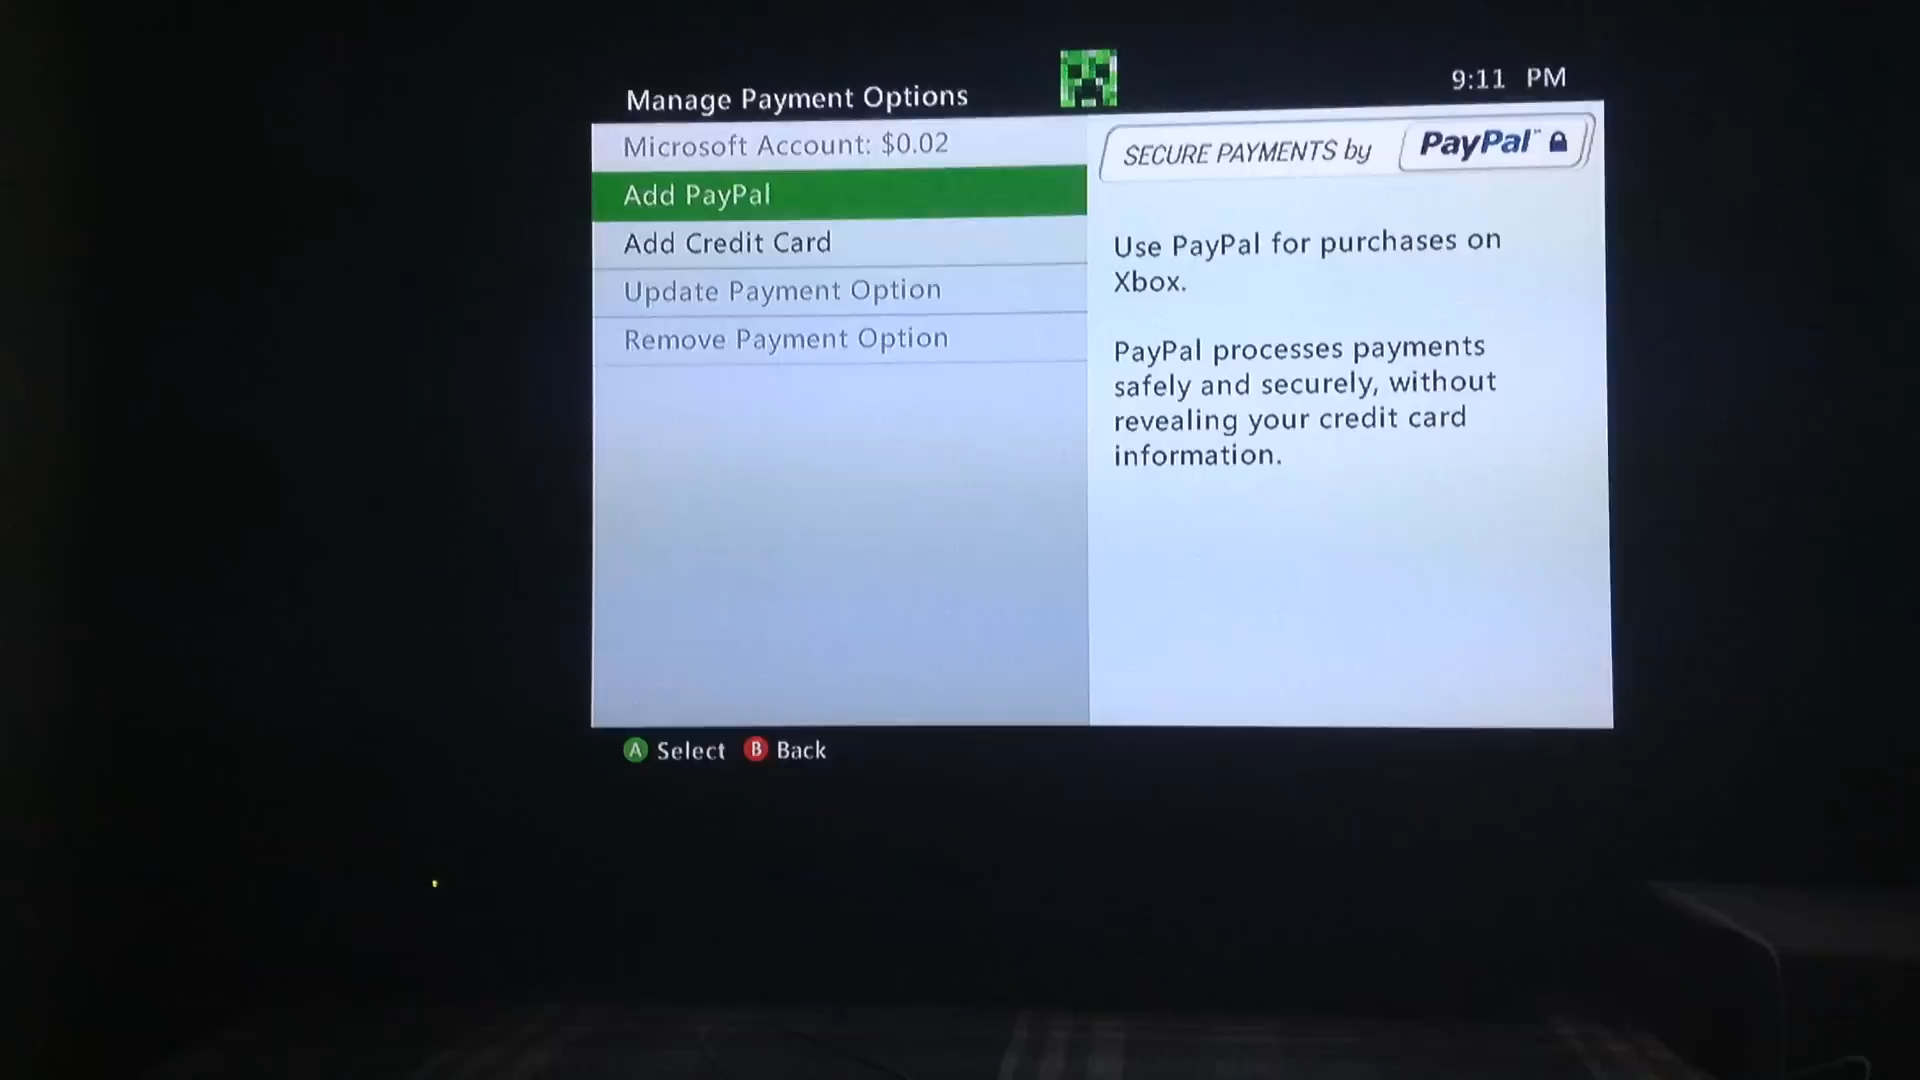 Manage Payment Options
9:11 PM
Microsoft Account: $0.02
Add PayPal
Add Credit Card
Update Payment Option
Remove Payment Option
SECURE PAYMENTS by PayPal™
Use PayPal for purchases on
Xbox.
PayPal processes payments
safely and securely, without
revealing your credit card
information.
A Select B Back